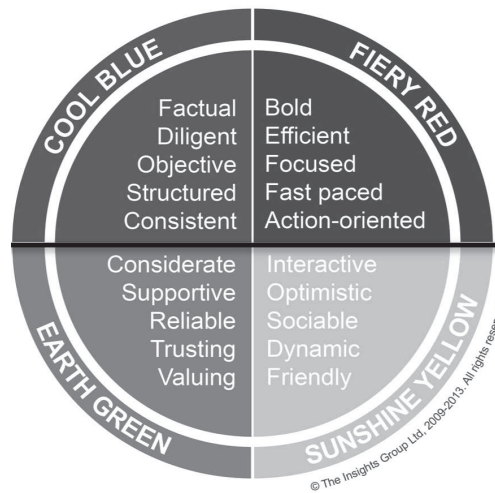 COOL BLUE
Factual
Diligent
Objective
Structured
Consistent
FIERY RED
Bold
Efficient
Focused
Fast paced
Action-oriented
EARTH GREEN
Considerate
Supportive
Reliable
Trusting
Valuing
SUNSHINE YELLOW
Interactive
Optimistic
Sociable
Dynamic
Friendly
© The Insights Group Ltd, 2009-2013. All rights